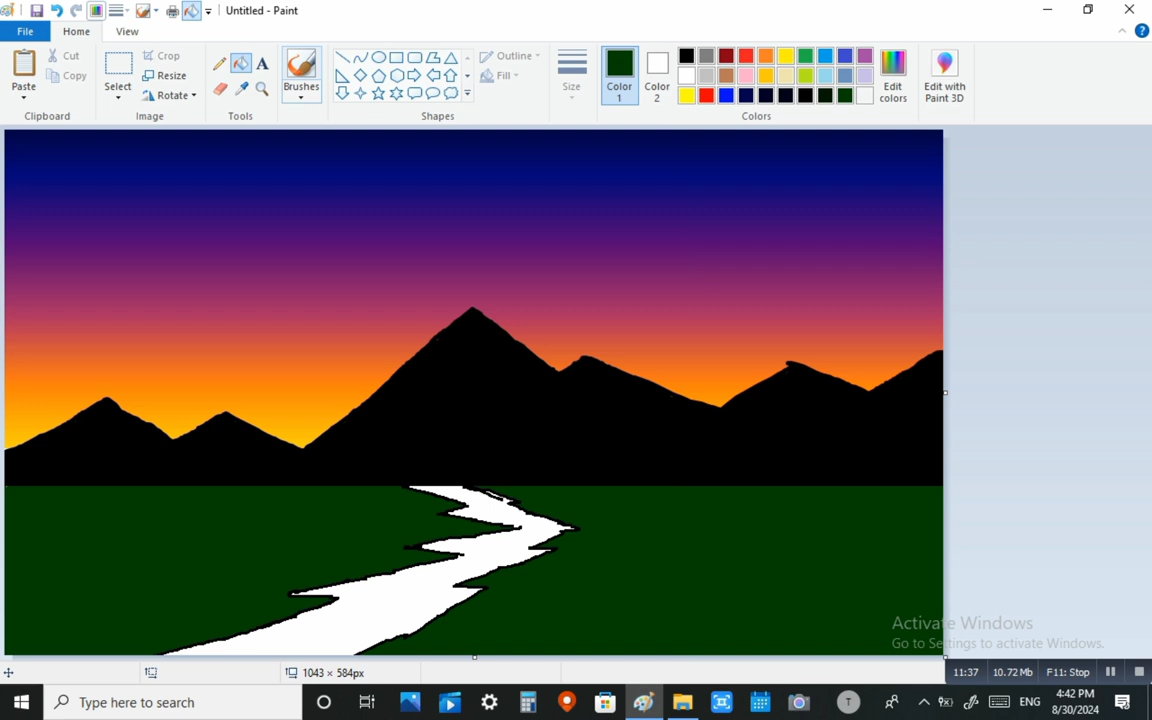 Untitled - Paint
File
Home
View
Paste
Cut
Copy
Clipboard
Select
Crop
Resize
Rotate
Image
A
Tools
Brushes
Shapes
Outline
Fill
Size
Color
1
Color
2
Colors
Edit
colors
Edit with
Paint 3D
Activate Windows
Go to Settings to activate Windows.
1043 × 584px
11:37
10.72 Mb
F11: Stop
Type here to search
T
ENG
4:42 PM
8/30/2024